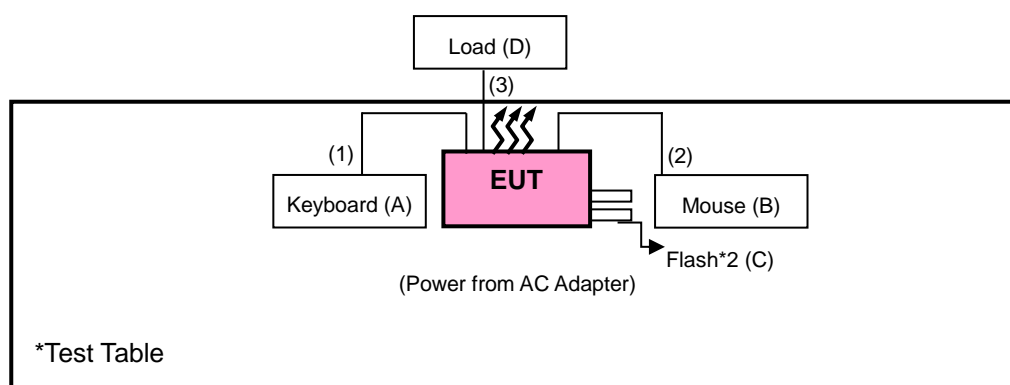 Load (D)
(3)
(1)
(2)
EUT
Keyboard (A)
Mouse (B)
Flash*2 (C)
(Power from AC Adapter)
*Test Table